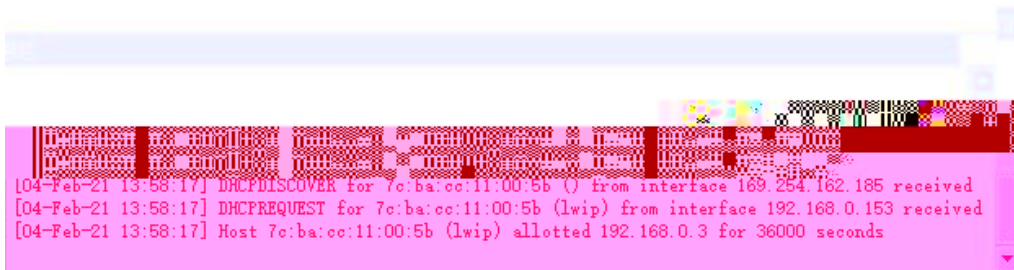 [04-Feb-21 13:58:17] DHCPDISCOVER for 7c:ba:cc:11:00:5b () from interface 169.254.162.185 received
[04-Feb-21 13:58:17] DHCPREQUEST for 7c:ba:cc:11:00:5b (lwip) from interface 192.168.0.153 received
[04-Feb-21 13:58:17] Host 7c:ba:cc:11:00:5b (lwip) allotted 192.168.0.3 for 36000 seconds